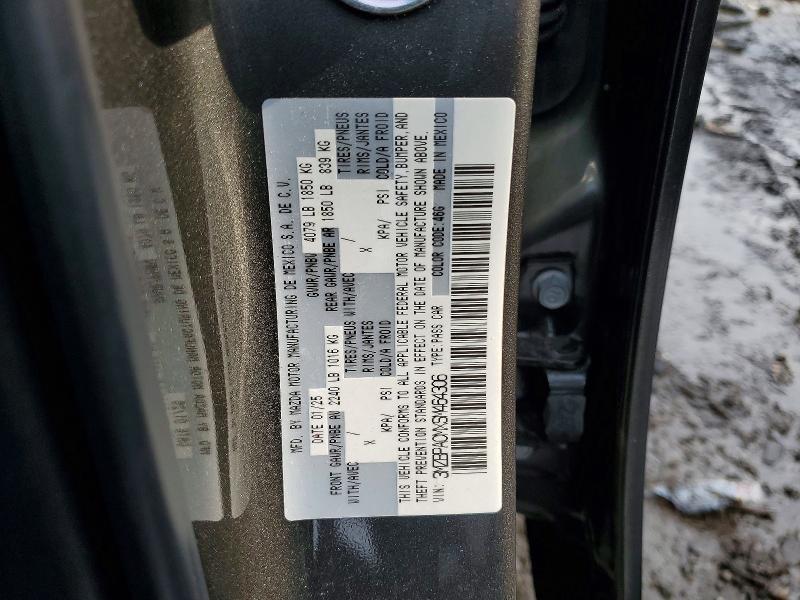 MFD. BY MAZDA MOTOR MANUFACTURING DE MEXICO S.A. DE C.V.
DATE 01/25 GVWR/PNBV 4079 LB 1850 KG
FRONT GAWR/PNBE AV 2240 LB 1016 KG REAR GAWR/PNBE AR 1850 LB 839 KG
WITH/AVEC / TIRES/PNEUS WITH/AVEC / TIRES/PNEUS
X RIMS/JANTES X RIMS/JANTES
KPA/ PSI COLD/A FROID KPA/ PSI COLD/A FROID
THIS VEHICLE CONFORMS TO ALL APPLICABLE FEDERAL MOTOR VEHICLE SAFETY, BUMPER, AND
THEFT PREVENTION STANDARDS IN EFFECT ON THE DATE OF MANUFACTURE SHOWN ABOVE.
VIN: 3MZBPACM4SM464306 TYPE:PASS CAR COLOR CODE:46G MADE IN MEXICO